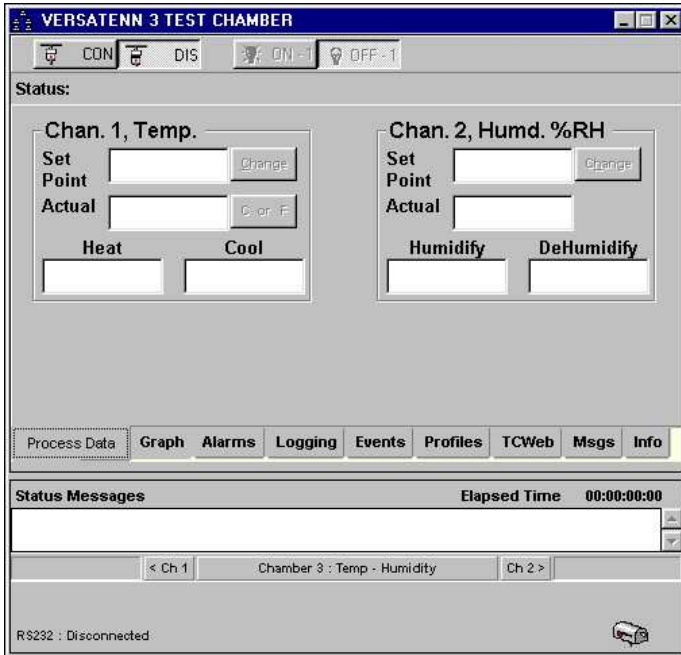 VERSATENN 3 TEST CHAMBER
CON DIS ON - 1 OFF - 1
Status:
Chan. 1, Temp.
Set Point
Change
Actual
C or F
Heat Cool
Chan. 2, Humd. %RH
Set Point
Change
Actual
Humidify DeHumidify
Process Data Graph Alarms Logging Events Profiles TCWeb Msgs Info
Status Messages Elapsed Time 00:00:00:00
< Ch 1 Chamber 3 : Temp - Humidity Ch 2 >
RS232 : Disconnected